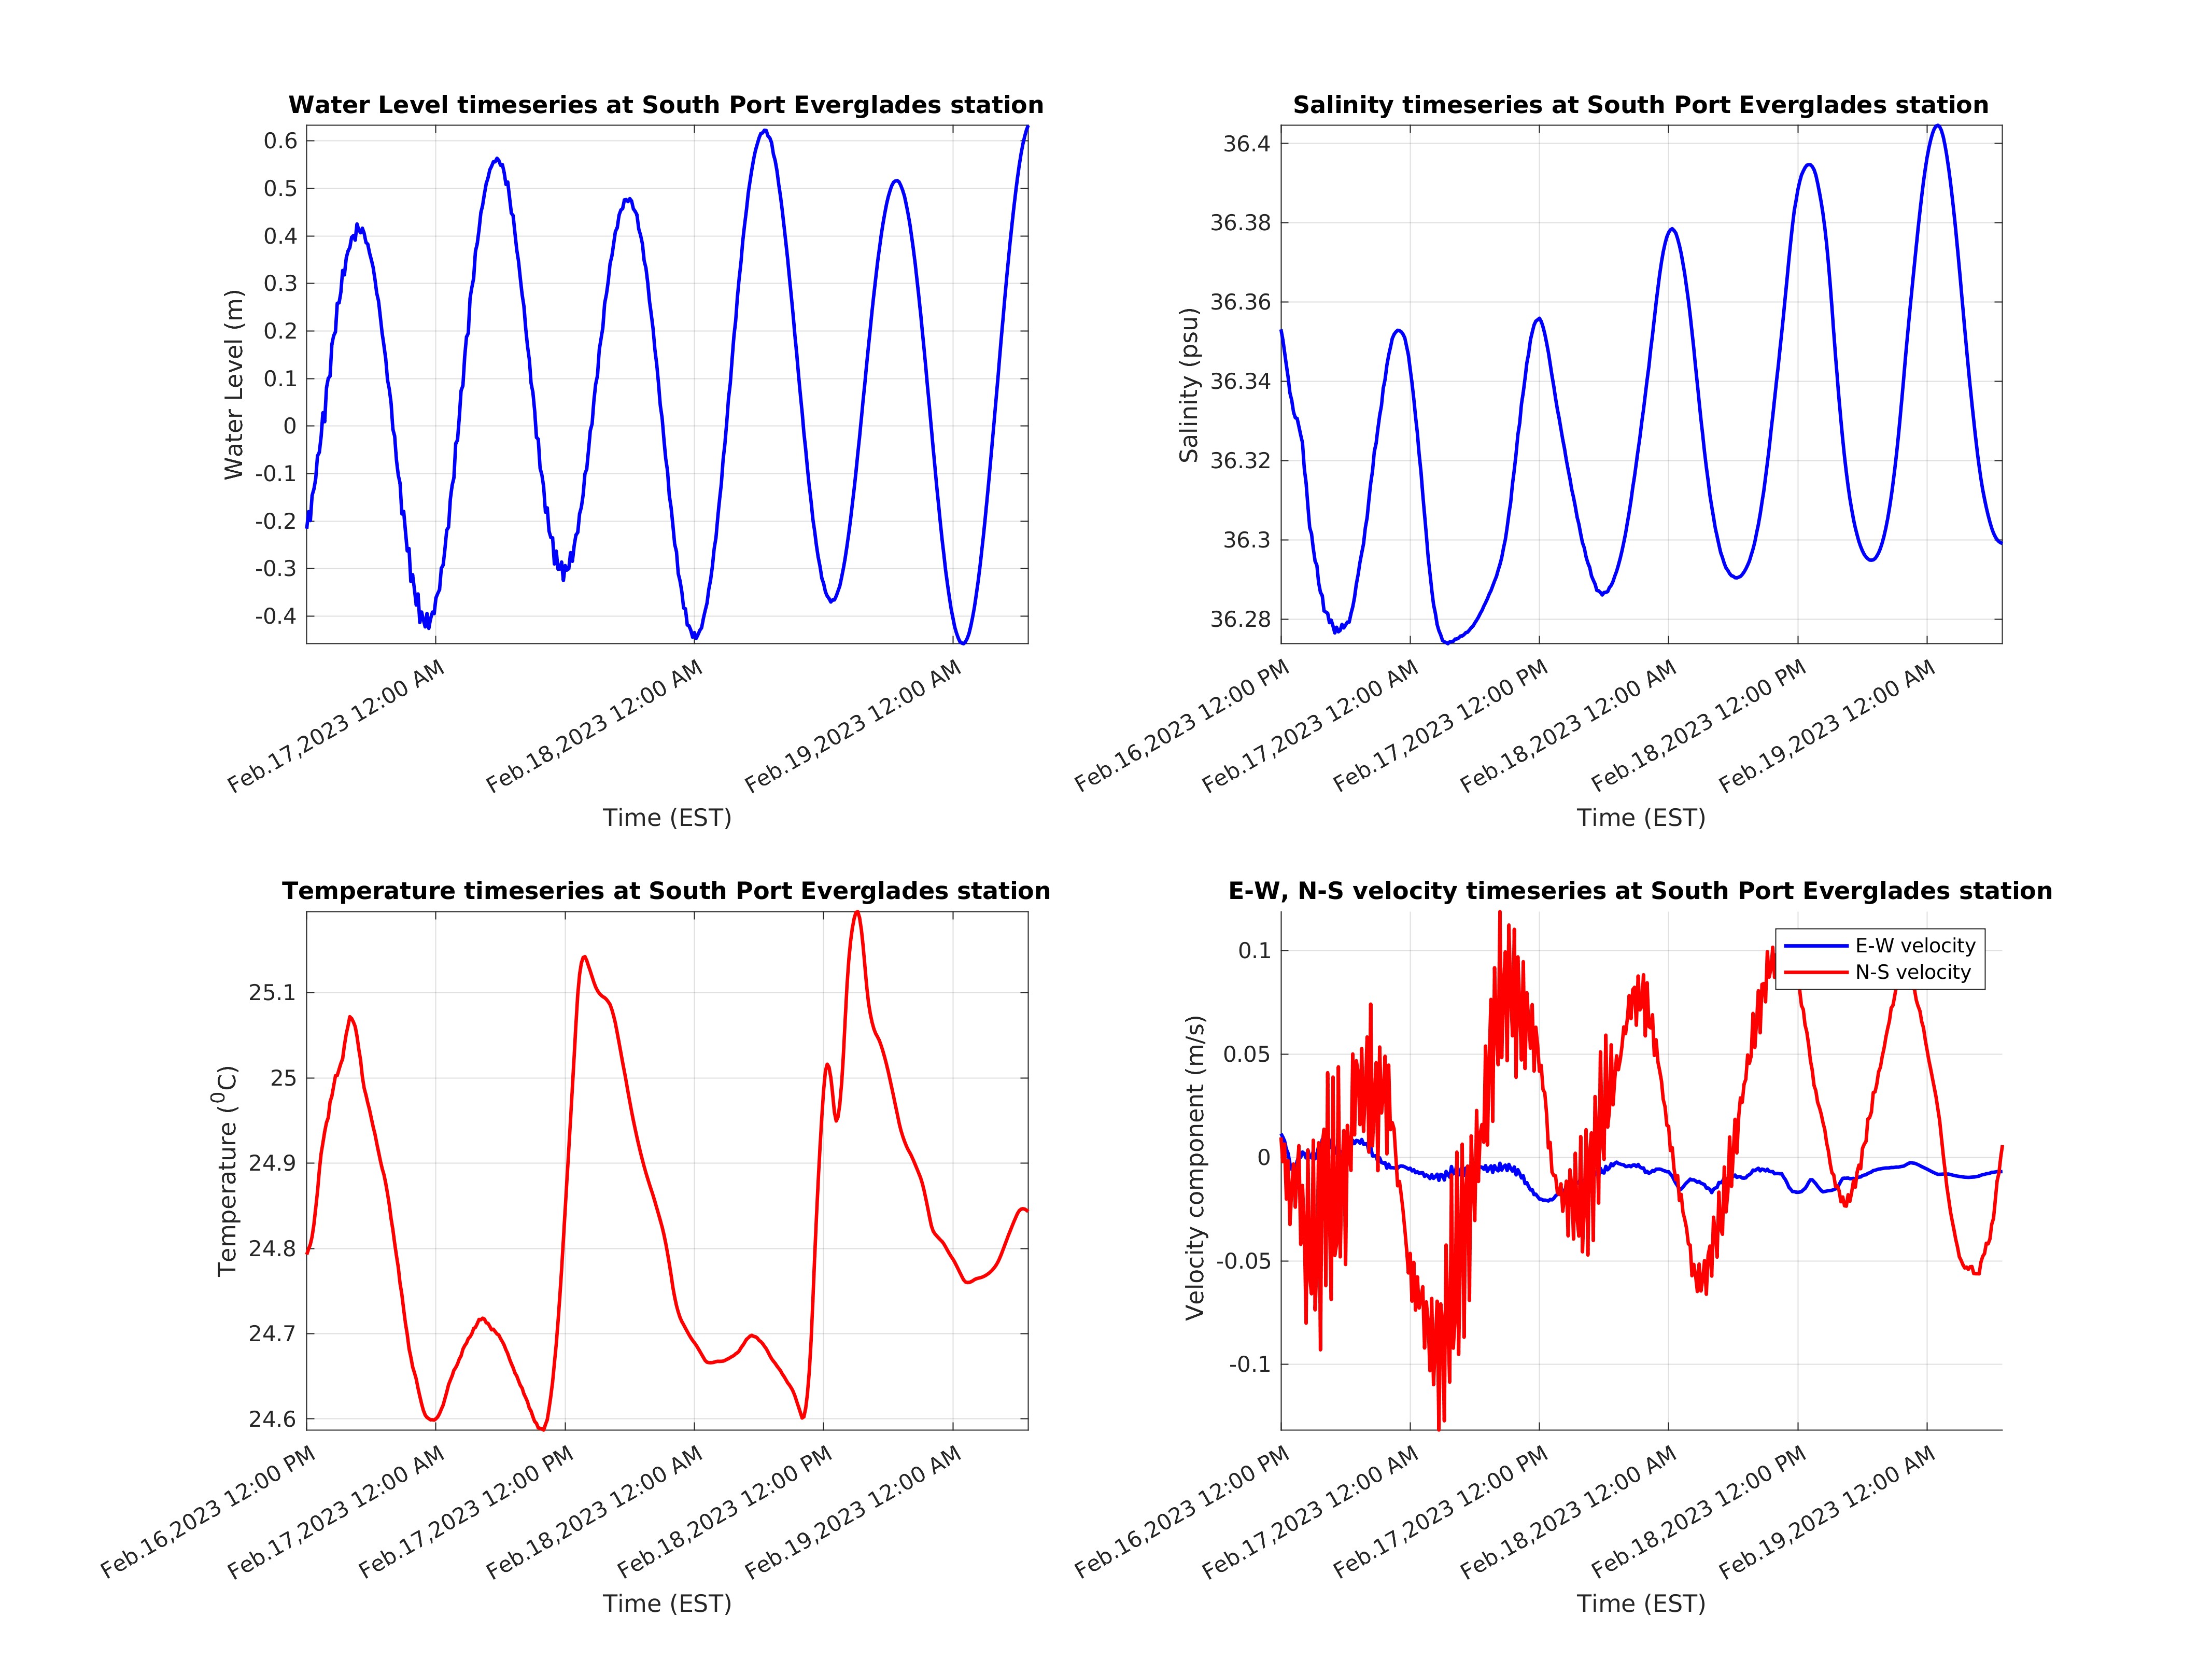 Water Level timeseries at South Port Everglades station
Water Level (m)
0.6
0.5
0.4
0.3
0.2
0.1
0
-0.1
-0.2
-0.3
-0.4
Feb.17,2023 12:00 AM
Feb.18,2023 12:00 AM
Feb.19,2023 12:00 AM
Time (EST)
Salinity timeseries at South Port Everglades station
Salinity (psu)
36.4
36.38
36.36
36.34
36.32
36.3
36.28
Feb.16,2023 12:00 PM
Feb.17,2023 12:00 AM
Feb.17,2023 12:00 PM
Feb.18,2023 12:00 AM
Feb.18,2023 12:00 PM
Feb.19,2023 12:00 AM
Time (EST)
Temperature timeseries at South Port Everglades station
Temperature (⁰C)
25.1
25
24.9
24.8
24.7
24.6
Feb.16,2023 12:00 PM
Feb.17,2023 12:00 AM
Feb.17,2023 12:00 PM
Feb.18,2023 12:00 AM
Feb.18,2023 12:00 PM
Feb.19,2023 12:00 AM
Time (EST)
E-W, N-S velocity timeseries at South Port Everglades station
E-W velocity
N-S velocity
Velocity component (m/s)
0.1
0.05
0
-0.05
-0.1
Feb.16,2023 12:00 PM
Feb.17,2023 12:00 AM
Feb.17,2023 12:00 PM
Feb.18,2023 12:00 AM
Feb.18,2023 12:00 PM
Feb.19,2023 12:00 AM
Time (EST)